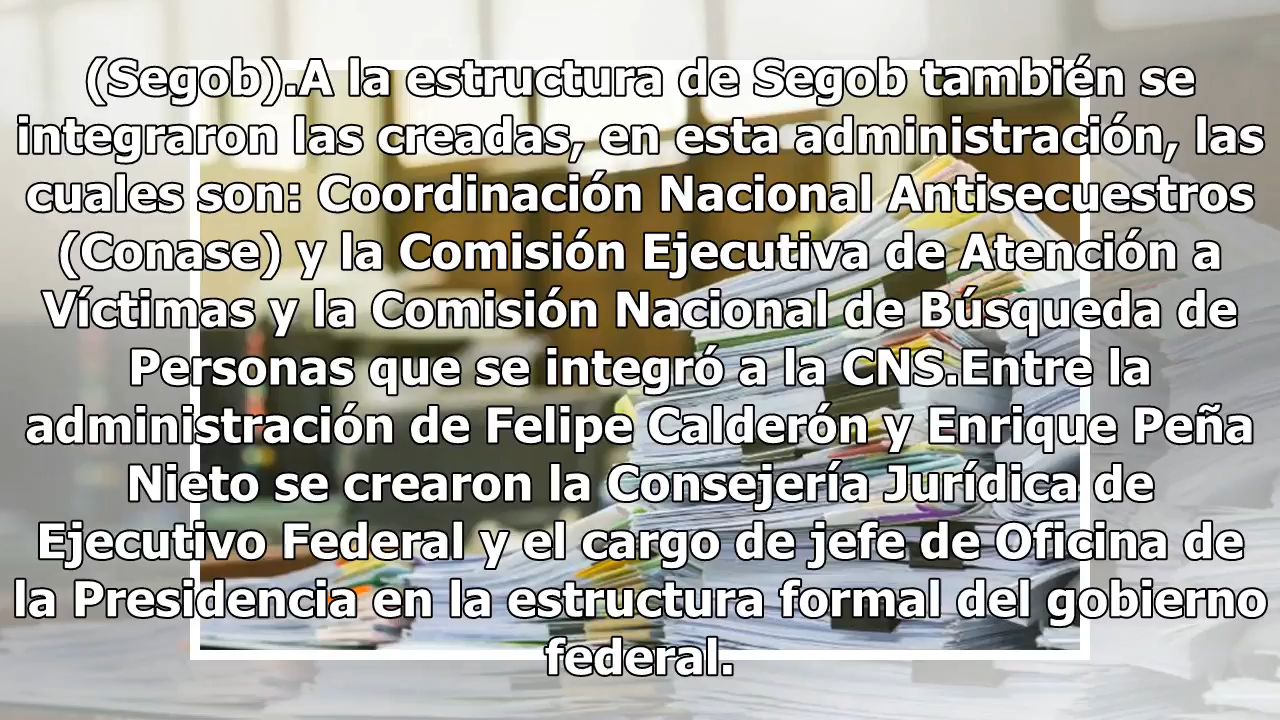 (Segob).A la estructura de Segob también se
integraron las creadas, en esta administración, las
cuales son: Coordinación Nacional Antisecuestros
(Conase) y la Comisión Ejecutiva de Atención a
Víctimas y la Comisión Nacional de Búsqueda de
Personas que se integró a la CNS.Entre la
administración de Felipe Calderón y Enrique Peña
Nieto se crearon la Consejería Jurídica de
Ejecutivo Federal y el cargo de jefe de Oficina de
la Presidencia en la estructura formal del gobierno
federal.